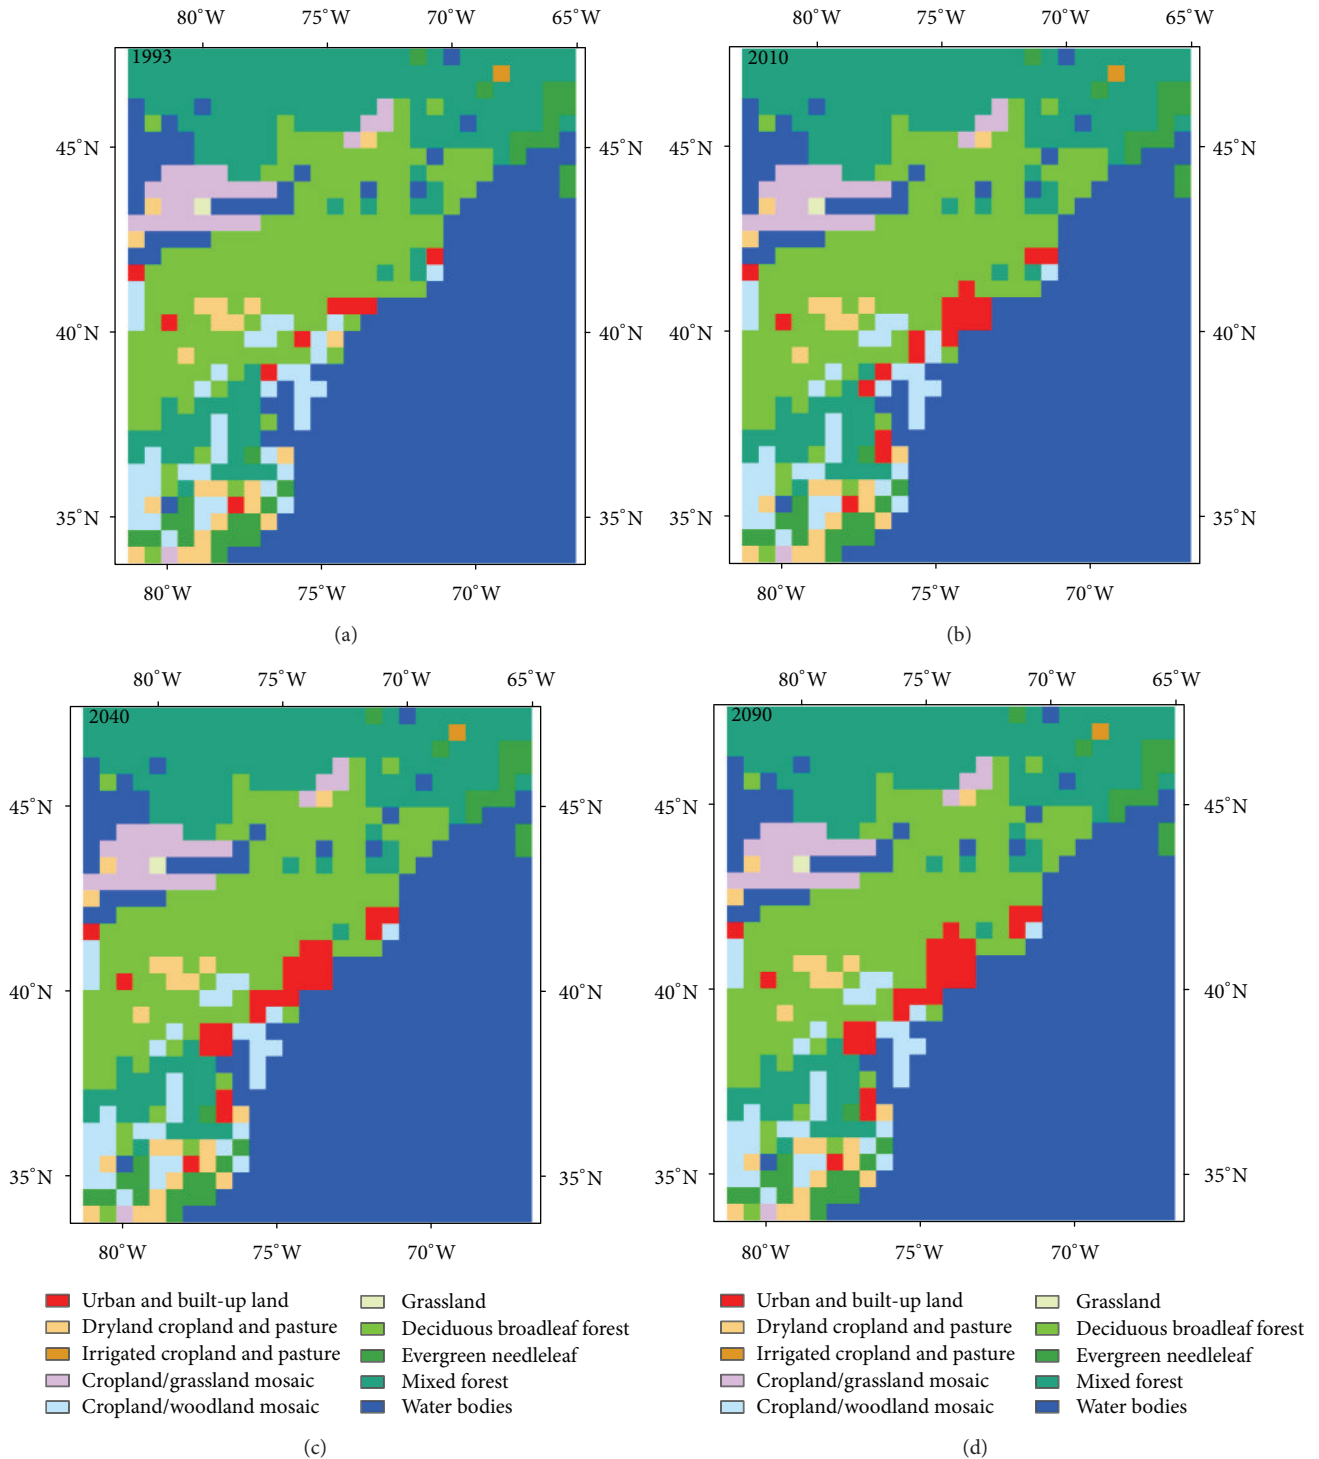 80°W 75°W 70°W 65°W 80°W 75°W 70°W 65°W
1993 2010
45°N 45°N 45°N 45°N
40°N 40°N 40°N 40°N
35°N 35°N 35°N 35°N
80°W 75°W 70°W 80°W 75°W 70°W
(a) (b)
80°W 75°W 70°W 65°W 80°W 75°W 70°W 65°W
2040 2090
45°N 45°N 45°N 45°N
40°N 40°N 40°N 40°N
35°N 35°N 35°N 35°N
80°W 75°W 70°W 80°W 75°W 70°W
Urban and built-up land Grassland Urban and built-up land Grassland
Dryland cropland and pasture Deciduous broadleaf forest Dryland cropland and pasture Deciduous broadleaf forest
Irrigated cropland and pasture Evergreen needleleaf Irrigated cropland and pasture Evergreen needleleaf
Cropland/grassland mosaic Mixed forest Cropland/grassland mosaic Mixed forest
Cropland/woodland mosaic Water bodies Cropland/woodland mosaic Water bodies
(c) (d)